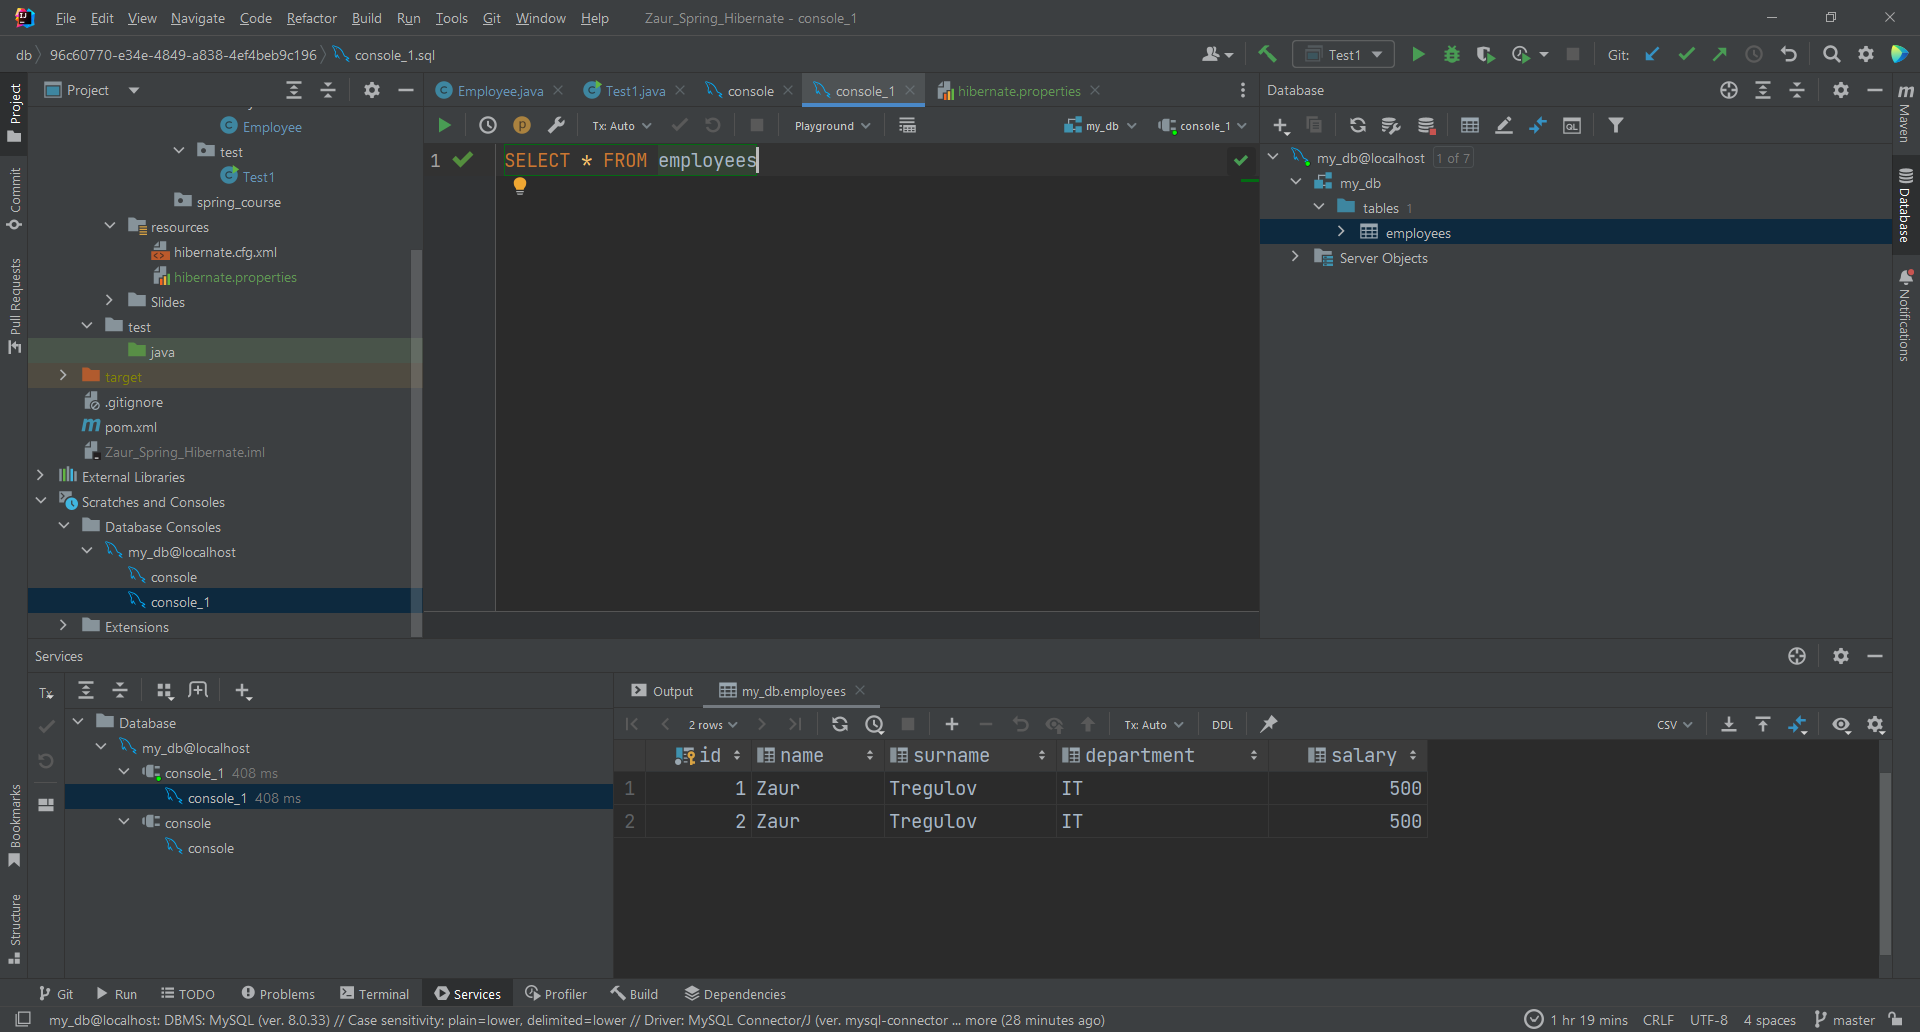 File Edit View Navigate Code Refactor Build Run Tools Git Window Help Zaur_Spring_Hibernate - console_1
db 96c60770-e34e-4849-a838-4ef4beb9c196 console_1.sql Test1 Git:
Project
Employee.java Test1.java console console_1 hibernate.properties
Database
Tx: Auto Playground my_db console_1
1 SELECT * FROM employees
Employee
test
Test1
spring_course
resources
hibernate.cfg.xml
hibernate.properties
Slides
test
java
target
.gitignore
pom.xml
Zaur_Spring_Hibernate.iml
External Libraries
Scratches and Consoles
Database Consoles
my_db@localhost
console
console_1
Extensions
my_db@localhost 1 of 7
my_db
tables 1
employees
Server Objects
Project
Commit
Pull Requests
Bookmarks
Structure
Maven
Database
Notifications
Services
Tx
Database
my_db@localhost
console_1 408 ms
console_1 408 ms
console
console
Output my_db.employees
2 rows Tx: Auto DDL CSV
id name surname department salary
1 1 Zaur Tregulov IT 500
2 2 Zaur Tregulov IT 500
Git Run TODO Problems Terminal Services Profiler Build Dependencies
my_db@localhost: DBMS: MySQL (ver. 8.0.33) // Case sensitivity: plain=lower, delimited=lower // Driver: MySQL Connector/J (ver. mysql-connector ... more (28 minutes ago) 1 hr 19 mins CRLF UTF-8 4 spaces master